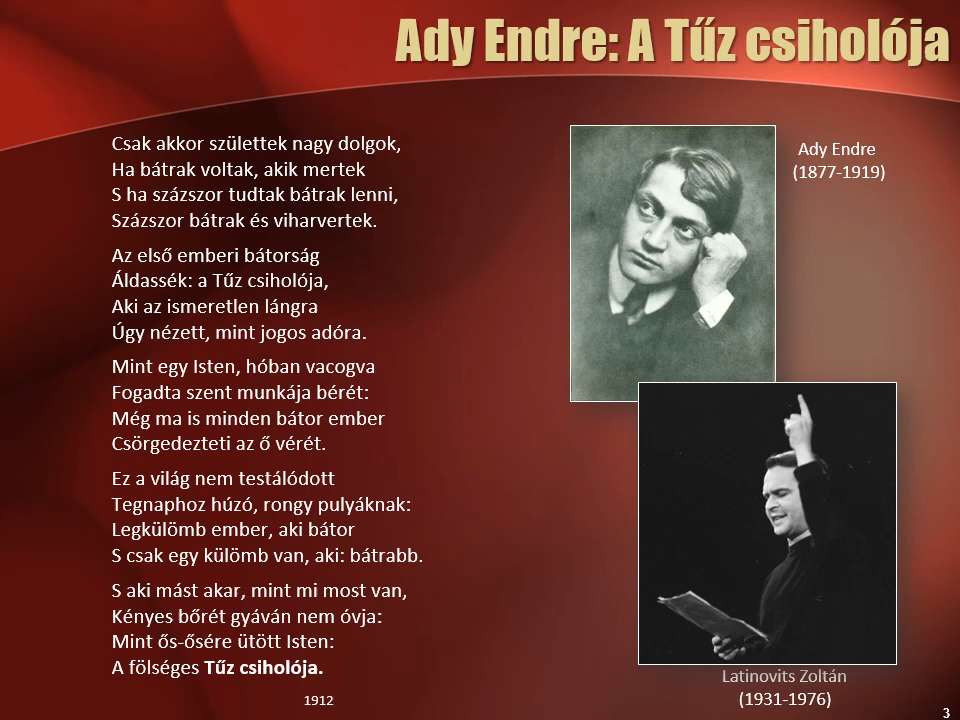 Ady Endre: A Tűz csiholója
Csak akkor születtek nagy dolgok,
Ha bátrak voltak, akik mertek
S ha százszor tudtak bátrak lenni,
Százszor bátrak és viharvertek.
Az első emberi bátorság
Áldassék: a Tűz csiholója,
Aki az ismeretlen lángra
Úgy nézett, mint jogos adóra.
Mint egy Isten, hóban vacogva
Fogadta szent munkája bérét:
Még ma is minden bátor ember
Csörgedezteti az ő vérét.
Ez a világ nem testálódott
Tegnaphoz húzó, rongy pulyáknak:
Legkülömb ember, aki bátor
S csak egy külömb van, aki: bátrabb.
S aki mást akar, mint mi most van,
Kényes bőrét gyáván nem óvja:
Mint ős-ősére ütött Isten:
A fölséges Tűz csiholója.
1912
Ady Endre
(1877-1919)
Latinovits Zoltán
(1931-1976)
3